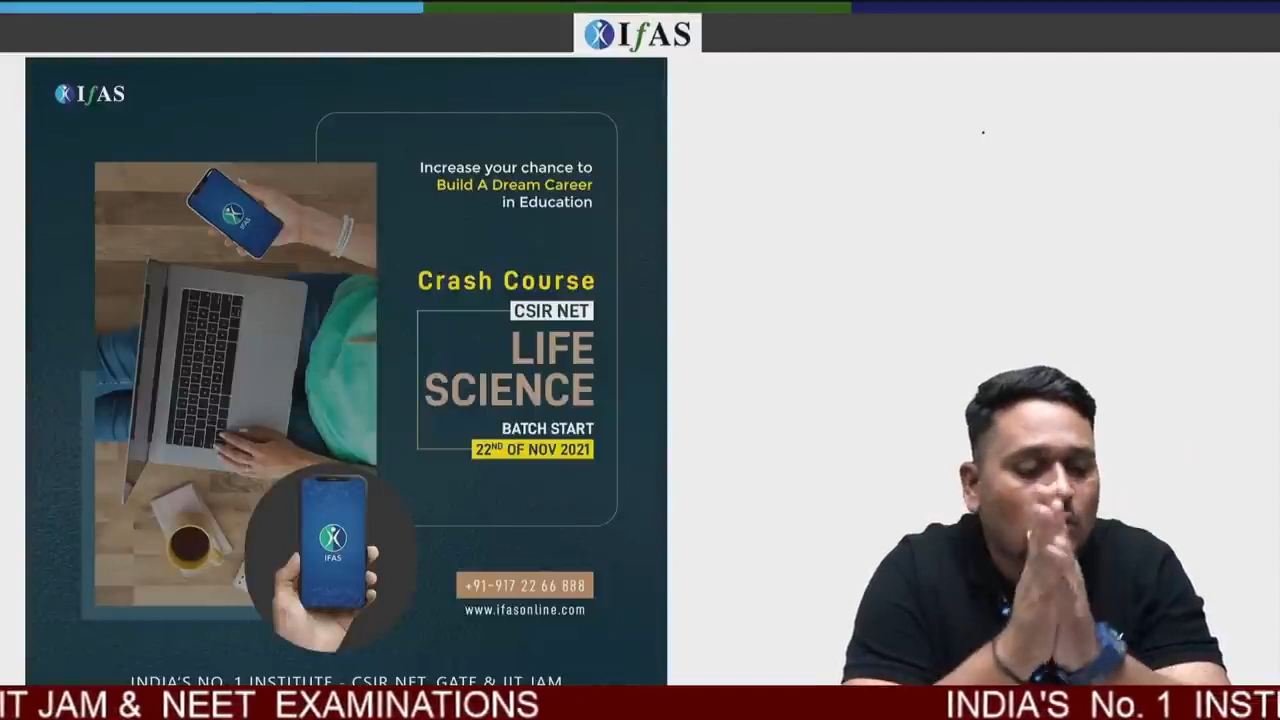 IfAS
IfAS
Increase your chance to
Build A Dream Career
in Education
Crash Course
CSIR NET
LIFE
SCIENCE
BATCH START
22ND OF NOV 2021
IFAS
IFAS
+91-917 22 66 888
www.ifasonline.com
INDIA'S NO. 1 INSTITUTE - CSIR NET, GATE & IIT JAM
IT JAM & NEET EXAMINATIONS
INDIA'S No. 1 INSTI